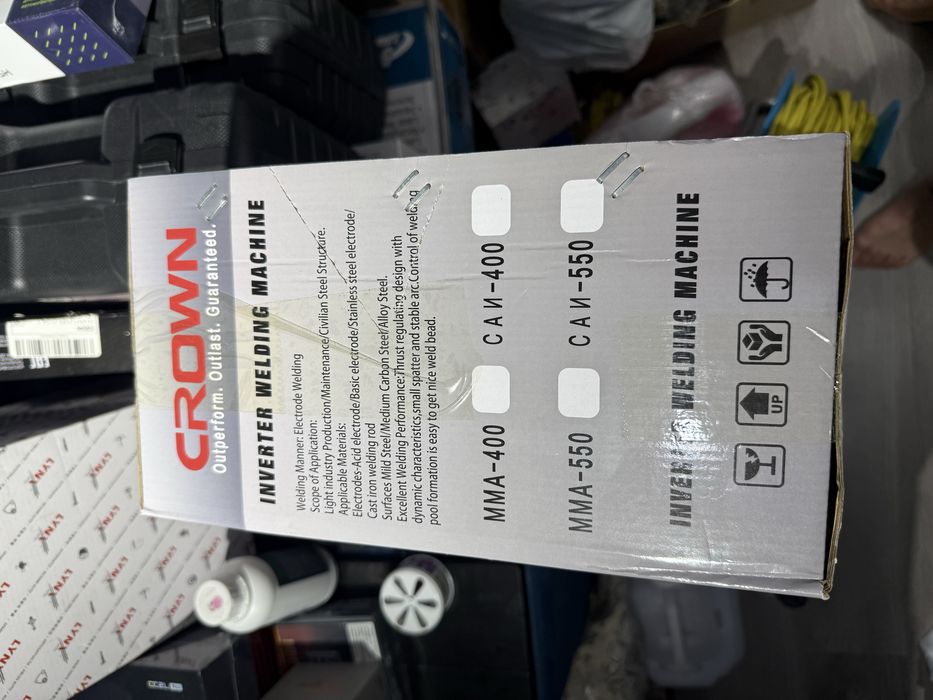 CROWN
Outperform. Outlast. Guaranteed.
INVERTER WELDING MACHINE
Welding Manner: Electrode Welding
Scope of Application:
Light industry Production/Maintenance/Civilian Steel Structure.
Applicable Materials:
Electrodes-Acid electrode/Basic electrode/Stainless steel electrode/
Cast iron welding rod
Surfaces Mild Steel/Medium Carbon Steel/Alloy Steel.
Excellent Welding Performance:Thrust regulating design with
dynamic characteristics,small spatter and stable arc.Control of welding
pool formation is easy to get nice weld bead.
MMA-400 САИ-400
MMA-550 САИ-550
INVERTER WELDING MACHINE
UP
LYNX